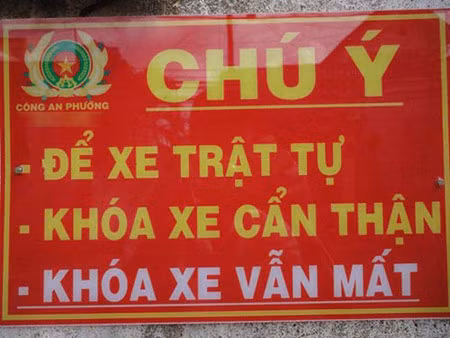 CÔNG AN PHƯỜNG
CHÚ Ý
- ĐỂ XE TRẬT TỰ
- KHÓA XE CẨN THẬN
- KHÓA XE VẪN MẤT